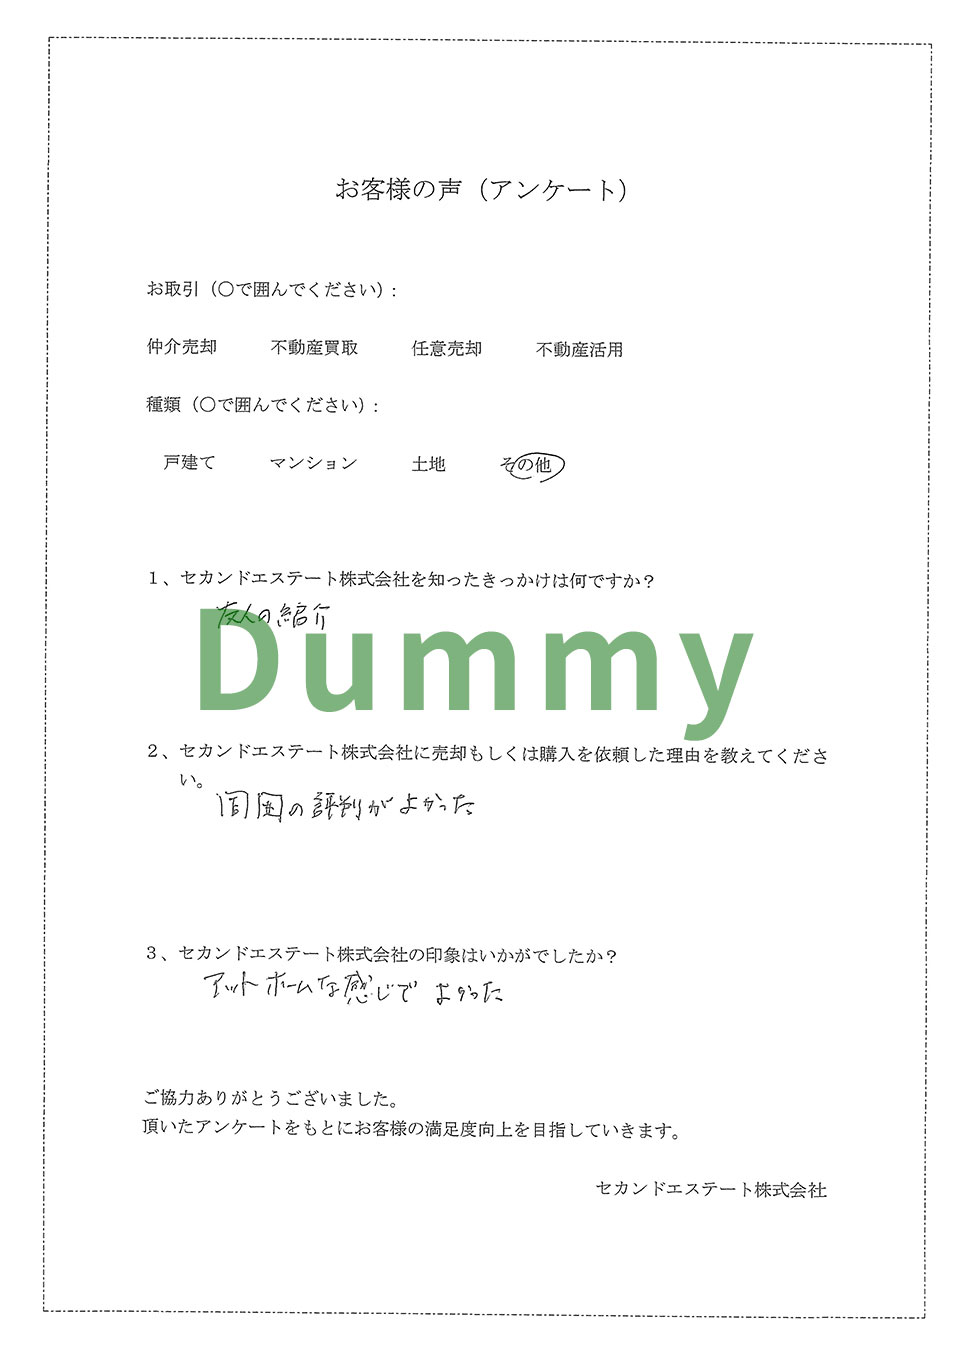 お客様の声（アンケート）
お取引（〇で囲んでください）:
仲介売却 不動産買取 任意売却 不動産活用
種類（〇で囲んでください）:
戸建て マンション 土地 その他
１、セカンドエステート株式会社を知ったきっかけは何ですか？
友人の紹介
Dummy
２、セカンドエステート株式会社に売却もしくは購入を依頼した理由を教えてくださ
い。
周囲の評判がよかった
３、セカンドエステート株式会社の印象はいかがでしたか？
アットホームな感じでよかった
ご協力ありがとうございました。
頂いたアンケートをもとにお客様の満足度向上を目指していきます。
セカンドエステート株式会社